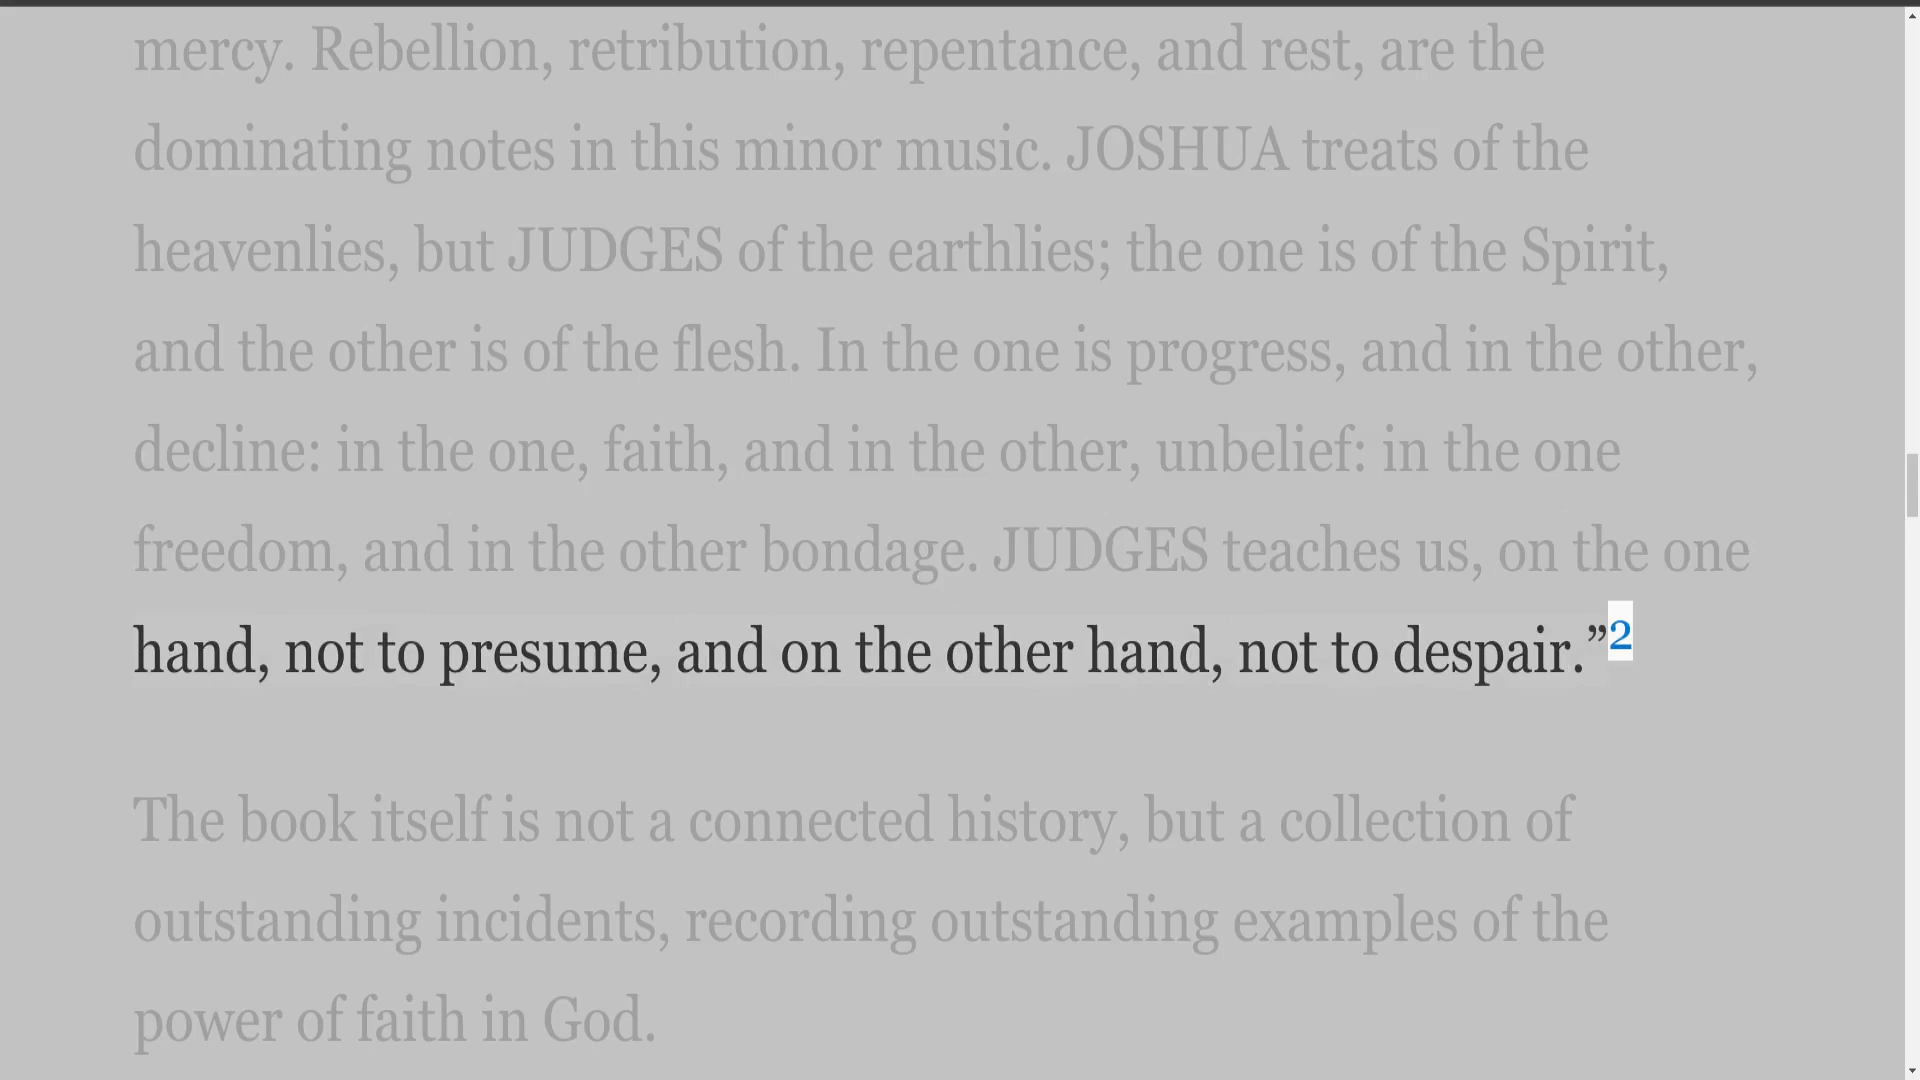 mercy. Rebellion, retribution, repentance, and rest, are the
dominating notes in this minor music. JOSHUA treats of the
heavenlies, but JUDGES of the earthlies; the one is of the Spirit,
and the other is of the flesh. In the one is progress, and in the other,
decline: in the one, faith, and in the other, unbelief: in the one
freedom, and in the other bondage. JUDGES teaches us, on the one
hand, not to presume, and on the other hand, not to despair.”2
The book itself is not a connected history, but a collection of
outstanding incidents, recording outstanding examples of the
power of faith in God.